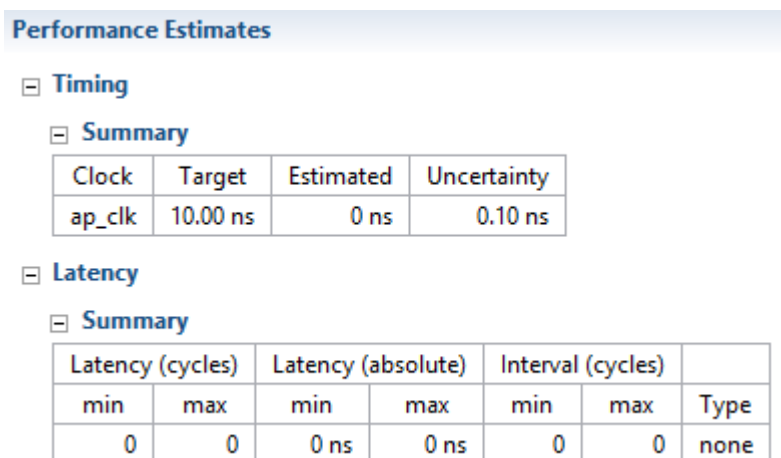 Performance Estimates
Timing
Summary
Clock Target Estimated Uncertainty
ap_clk 10.00 ns 0 ns 0.10 ns
Latency
Summary
Latency (cycles) Latency (absolute) Interval (cycles)
min max min max min max Type
0 0 0 ns 0 ns 0 0 none